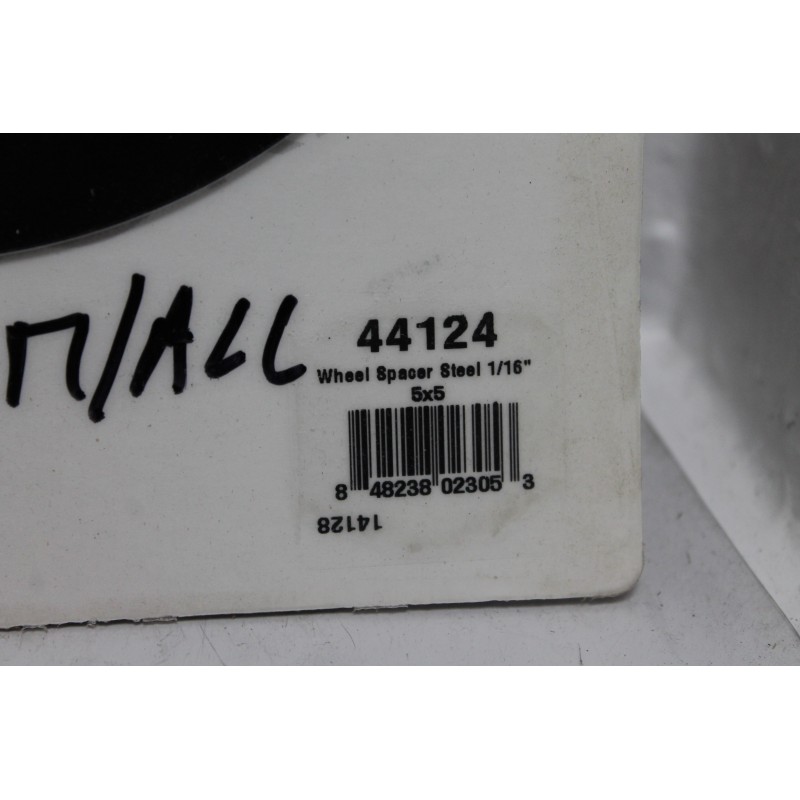 M/ALL
44124
Wheel Spacer Steel 1/16"
5x5
8 48238 02305 3
14128